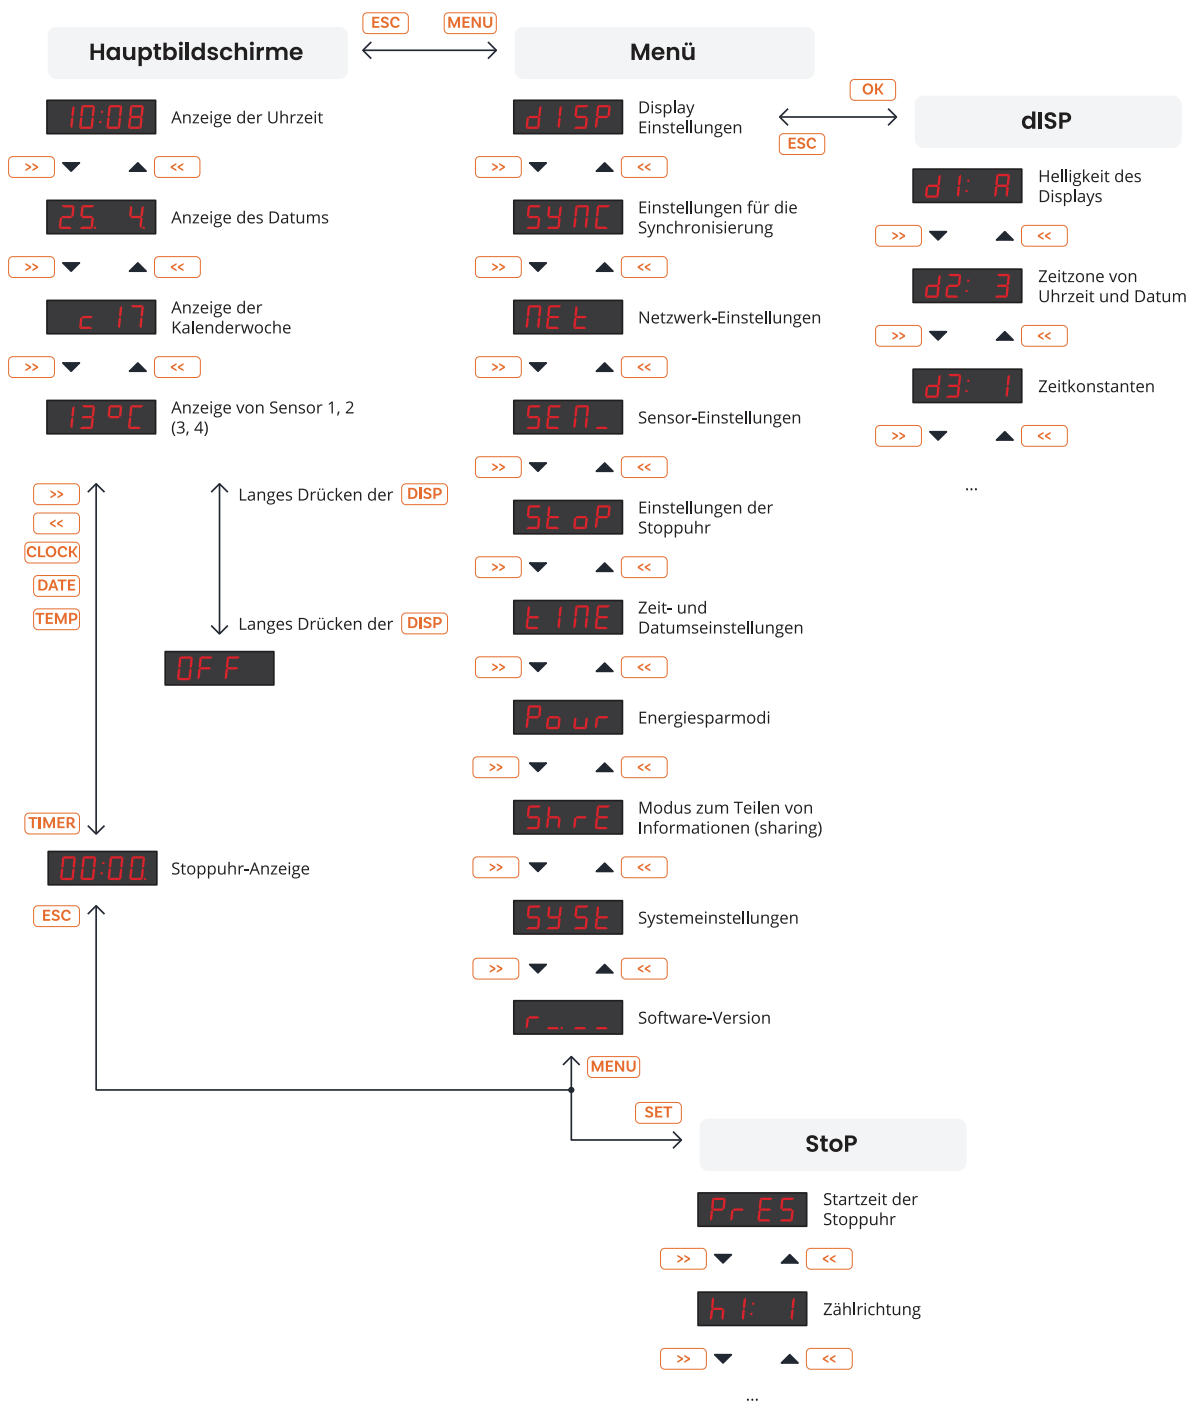 ESC MENU
Hauptbildschirme
Menü
10:08 Anzeige der Uhrzeit
>> <<
25. 4. Anzeige des Datums
>> <<
c 17 Anzeige der
Kalenderwoche
>> <<
13 °C Anzeige von Sensor 1, 2
(3, 4)
>>
<<
CLOCK
DATE
TEMP
Langes Drücken der DISP
Langes Drücken der DISP
OFF
TIMER
00:00. Stoppuhr-Anzeige
ESC
dISP Display
Einstellungen
>> <<
SYNC Einstellungen für die
Synchronisierung
>> <<
NEt Netzwerk-Einstellungen
>> <<
SEN_ Sensor-Einstellungen
>> <<
StoP Einstellungen der
Stoppuhr
>> <<
tIME Zeit- und
Datumseinstellungen
>> <<
Pour Energiesparmodi
>> <<
ShrE Modus zum Teilen von
Informationen (sharing)
>> <<
SYSt Systemeinstellungen
>> <<
r _. _ _ Software-Version
MENU
OK
ESC
dISP
d1: A Helligkeit des
Displays
>> <<
d2: 3 Zeitzone von
Uhrzeit und Datum
>> <<
d3: 1 Zeitkonstanten
>> <<
...
SET
StoP
PrES Startzeit der
Stoppuhr
>> <<
h1: 1 Zählrichtung
>> <<
...